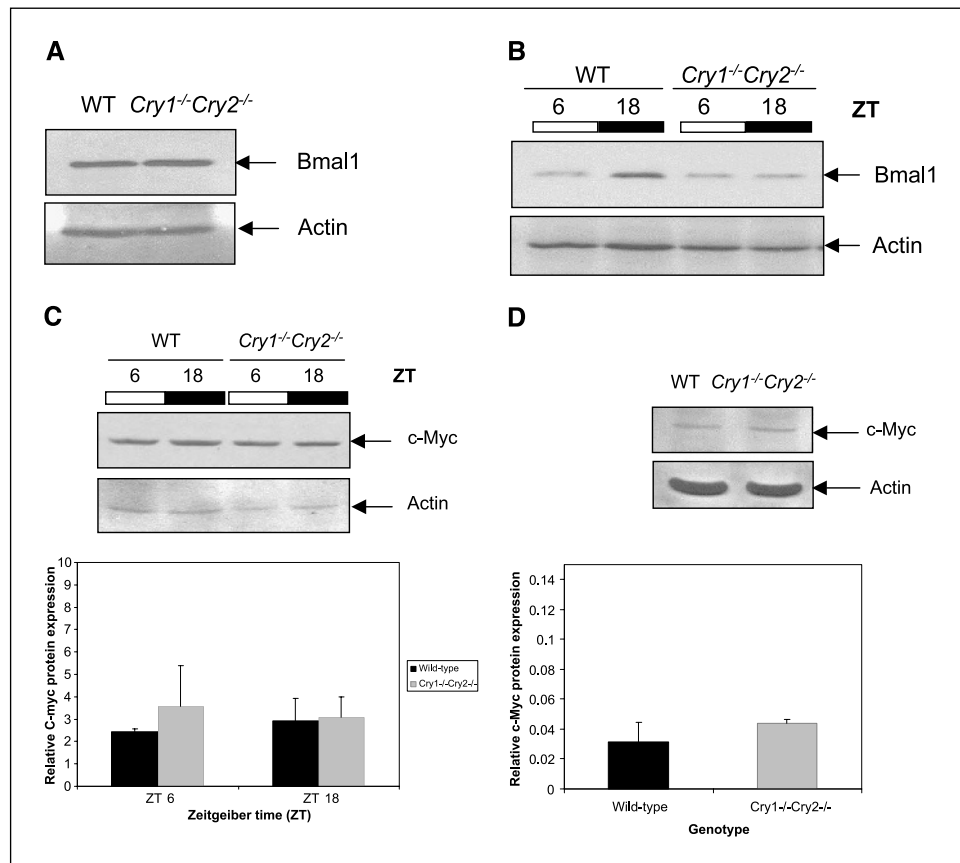 A
WT Cry1-/-Cry2-/-
Bmal1
Actin
B
WT Cry1-/-Cry2-/-
6 18 6 18 ZT
Bmal1
Actin
C
WT Cry1-/-Cry2-/-
6 18 6 18 ZT
c-Myc
Actin
Relative C-myc protein expression
10
9
8
7
6
5
4
3
2
1
0
ZT 6 ZT 18
Zeitgeiber time (ZT)
Wild-type
Cry1-/-Cry2-/-
D
WT Cry1-/-Cry2-/-
c-Myc
Actin
Relative c-Myc protein expression
0.14
0.12
0.1
0.08
0.06
0.04
0.02
0
Wild-type Cry1-/-Cry2-/-
Genotype